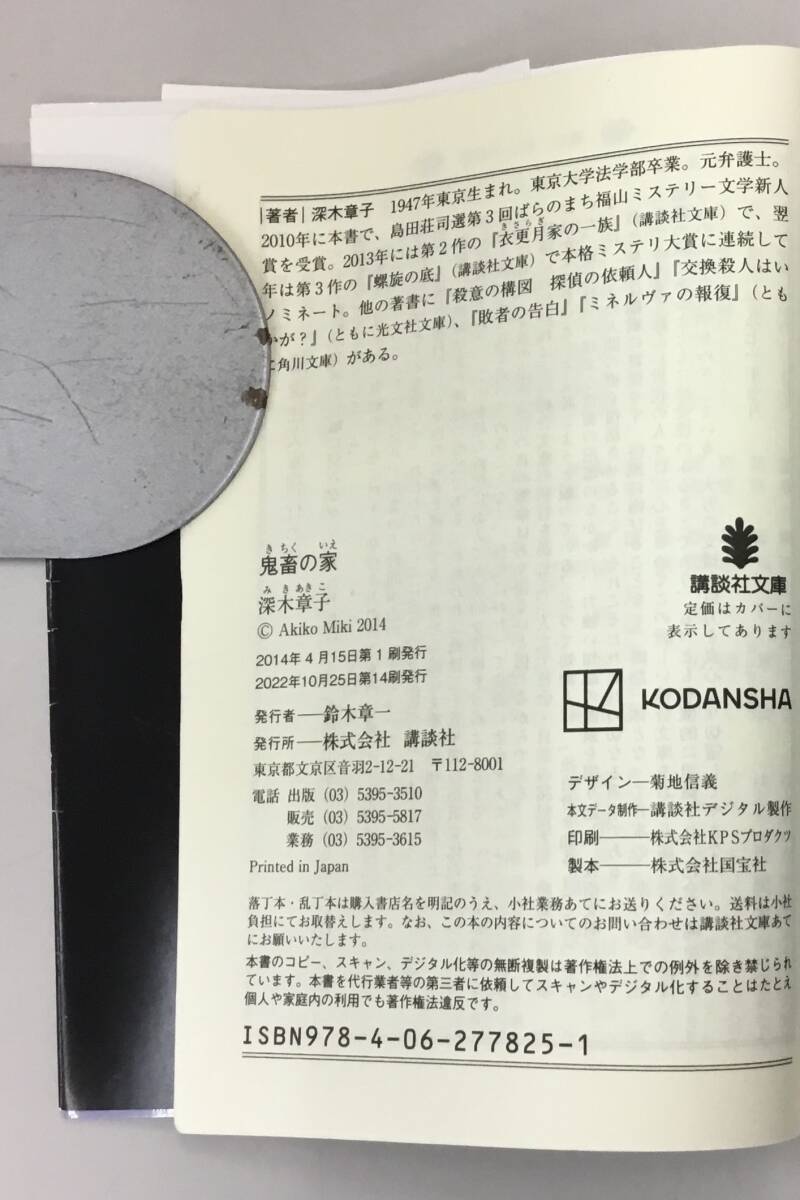 |著者|深木章子 1947年東京生まれ。東京大学法学部卒業。元弁護士。
2010年に本書で、島田荘司選第3回ばらのまち福山ミステリー文学新人
賞を受賞。2013年には第2作の『衣更月家の一族』(講談社文庫)で、翌
きさらぎ
年は第3作の『螺旋の底』(講談社文庫)で本格ミステリ大賞に連続して
ノミネート。他の著書に『殺意の構図 探偵の依頼人』『交換殺人はい
かが?』(ともに光文社文庫)、『敗者の告白』『ミネルヴァの報復』(とも
に角川文庫)がある。
きちく いえ
鬼畜の家
みきあきこ
深木章子
© Akiko Miki 2014
2014年4月15日第1刷発行
2022年10月25日第14刷発行
発行者——鈴木章一
発行所——株式会社 講談社
東京都文京区音羽2-12-21 〒112-8001
電話 出版 (03) 5395-3510
販売 (03) 5395-5817
業務 (03) 5395-3615
Printed in Japan
講談社文庫
定価はカバーに
表示してあります
KODANSHA
デザイン—菊地信義
本文データ制作—講談社デジタル製作
印刷———株式会社KPSプロダクツ
製本———株式会社国宝社
落丁本・乱丁本は購入書店名を明記のうえ、小社業務あてにお送りください。送料は小社
負担にてお取替えします。なお、この本の内容についてのお問い合わせは講談社文庫あて
にお願いいたします。
本書のコピー、スキャン、デジタル化等の無断複製は著作権法上での例外を除き禁じられ
ています。本書を代行業者等の第三者に依頼してスキャンやデジタル化することはたとえ
個人や家庭内の利用でも著作権法違反です。
ISBN978-4-06-277825-1